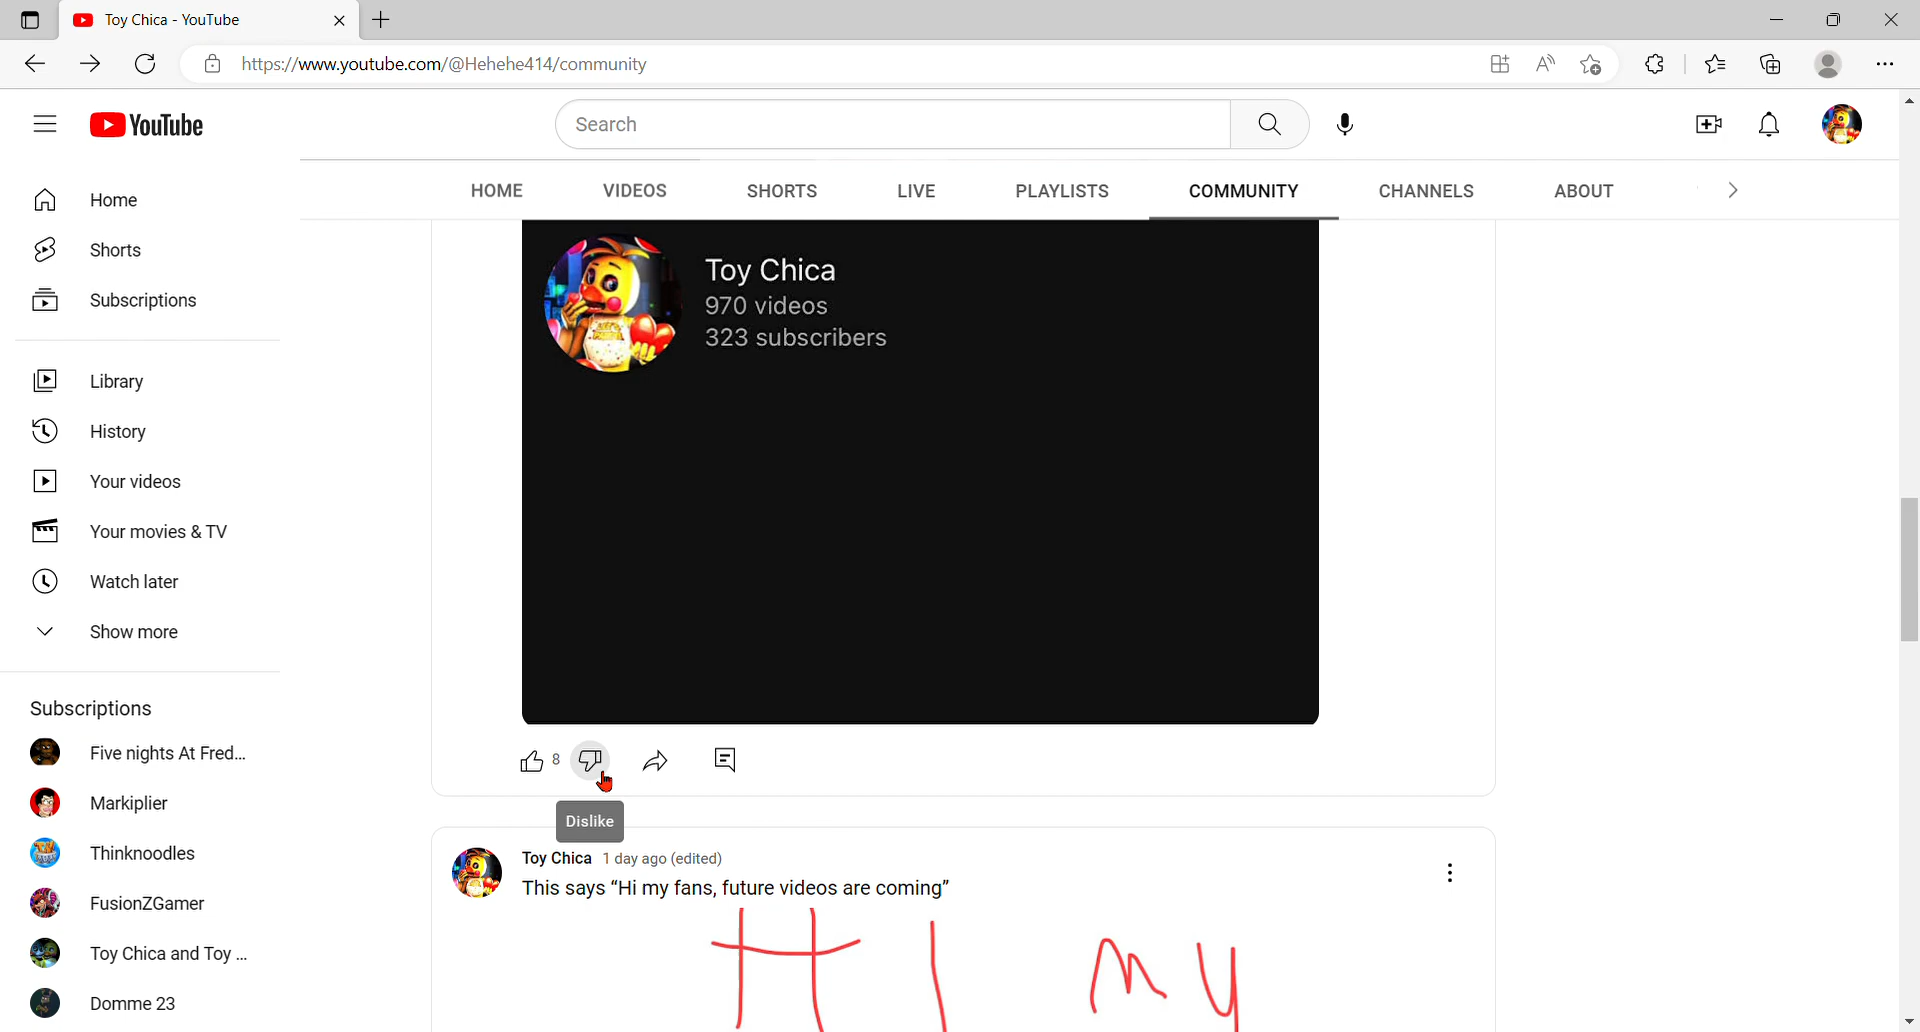 Toy Chica - YouTube
https://www.youtube.com/@Hehehe414/community
YouTube
Search
HOME VIDEOS SHORTS LIVE PLAYLISTS COMMUNITY CHANNELS ABOUT
Home
Shorts
Subscriptions
Library
History
Your videos
Your movies & TV
Watch later
Show more
Subscriptions
Five nights At Fred...
Markiplier
Thinknoodles
FusionZGamer
Toy Chica and Toy ...
Domme 23
Toy Chica
970 videos
323 subscribers
8
Dislike
Toy Chica 1 day ago (edited)
This says “Hi my fans, future videos are coming”
HI my